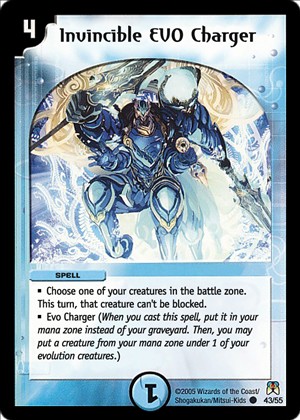 4 Invincible EVO Charger
SPELL
▪ Choose one of your creatures in the battle zone.
This turn, that creature can't be blocked.
▪ Evo Charger (When you cast this spell, put it in your
mana zone instead of your graveyard. Then, you may
put a creature from your mana zone under 1 of your
evolution creatures.)
1
©2005 Wizards of the Coast/
Shogakukan/Mitsui-Kids ● 43/55